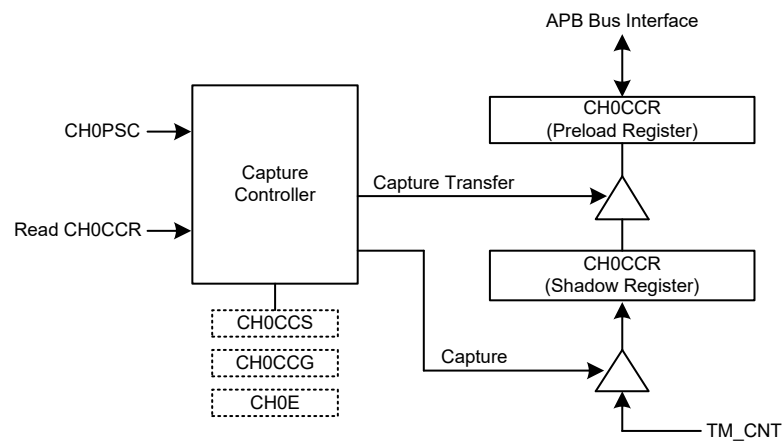 APB Bus Interface
CH0CCR
(Preload Register)
CH0PSC
Capture
Controller
Capture Transfer
Read CH0CCR
CH0CCR
(Shadow Register)
CH0CCS
CH0CCG
Capture
CH0E
TM_CNT